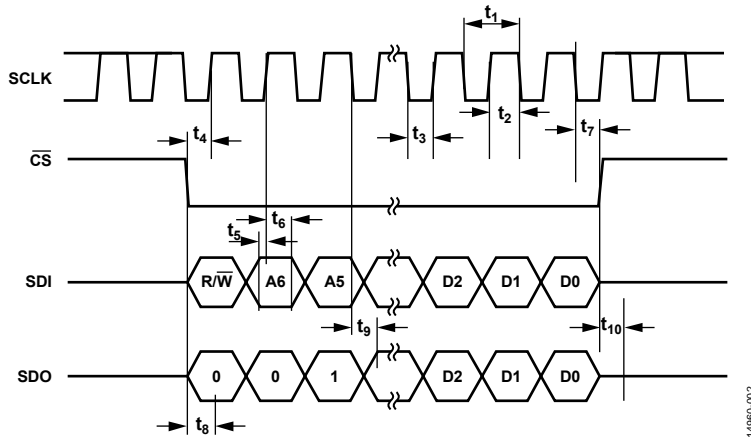 t1
SCLK
t4
t3
t2
t7
CS
t6
t5
SDI
R/W
A6
A5
D2
D1
D0
t9
t10
SDO
0
0
1
D2
D1
D0
t8